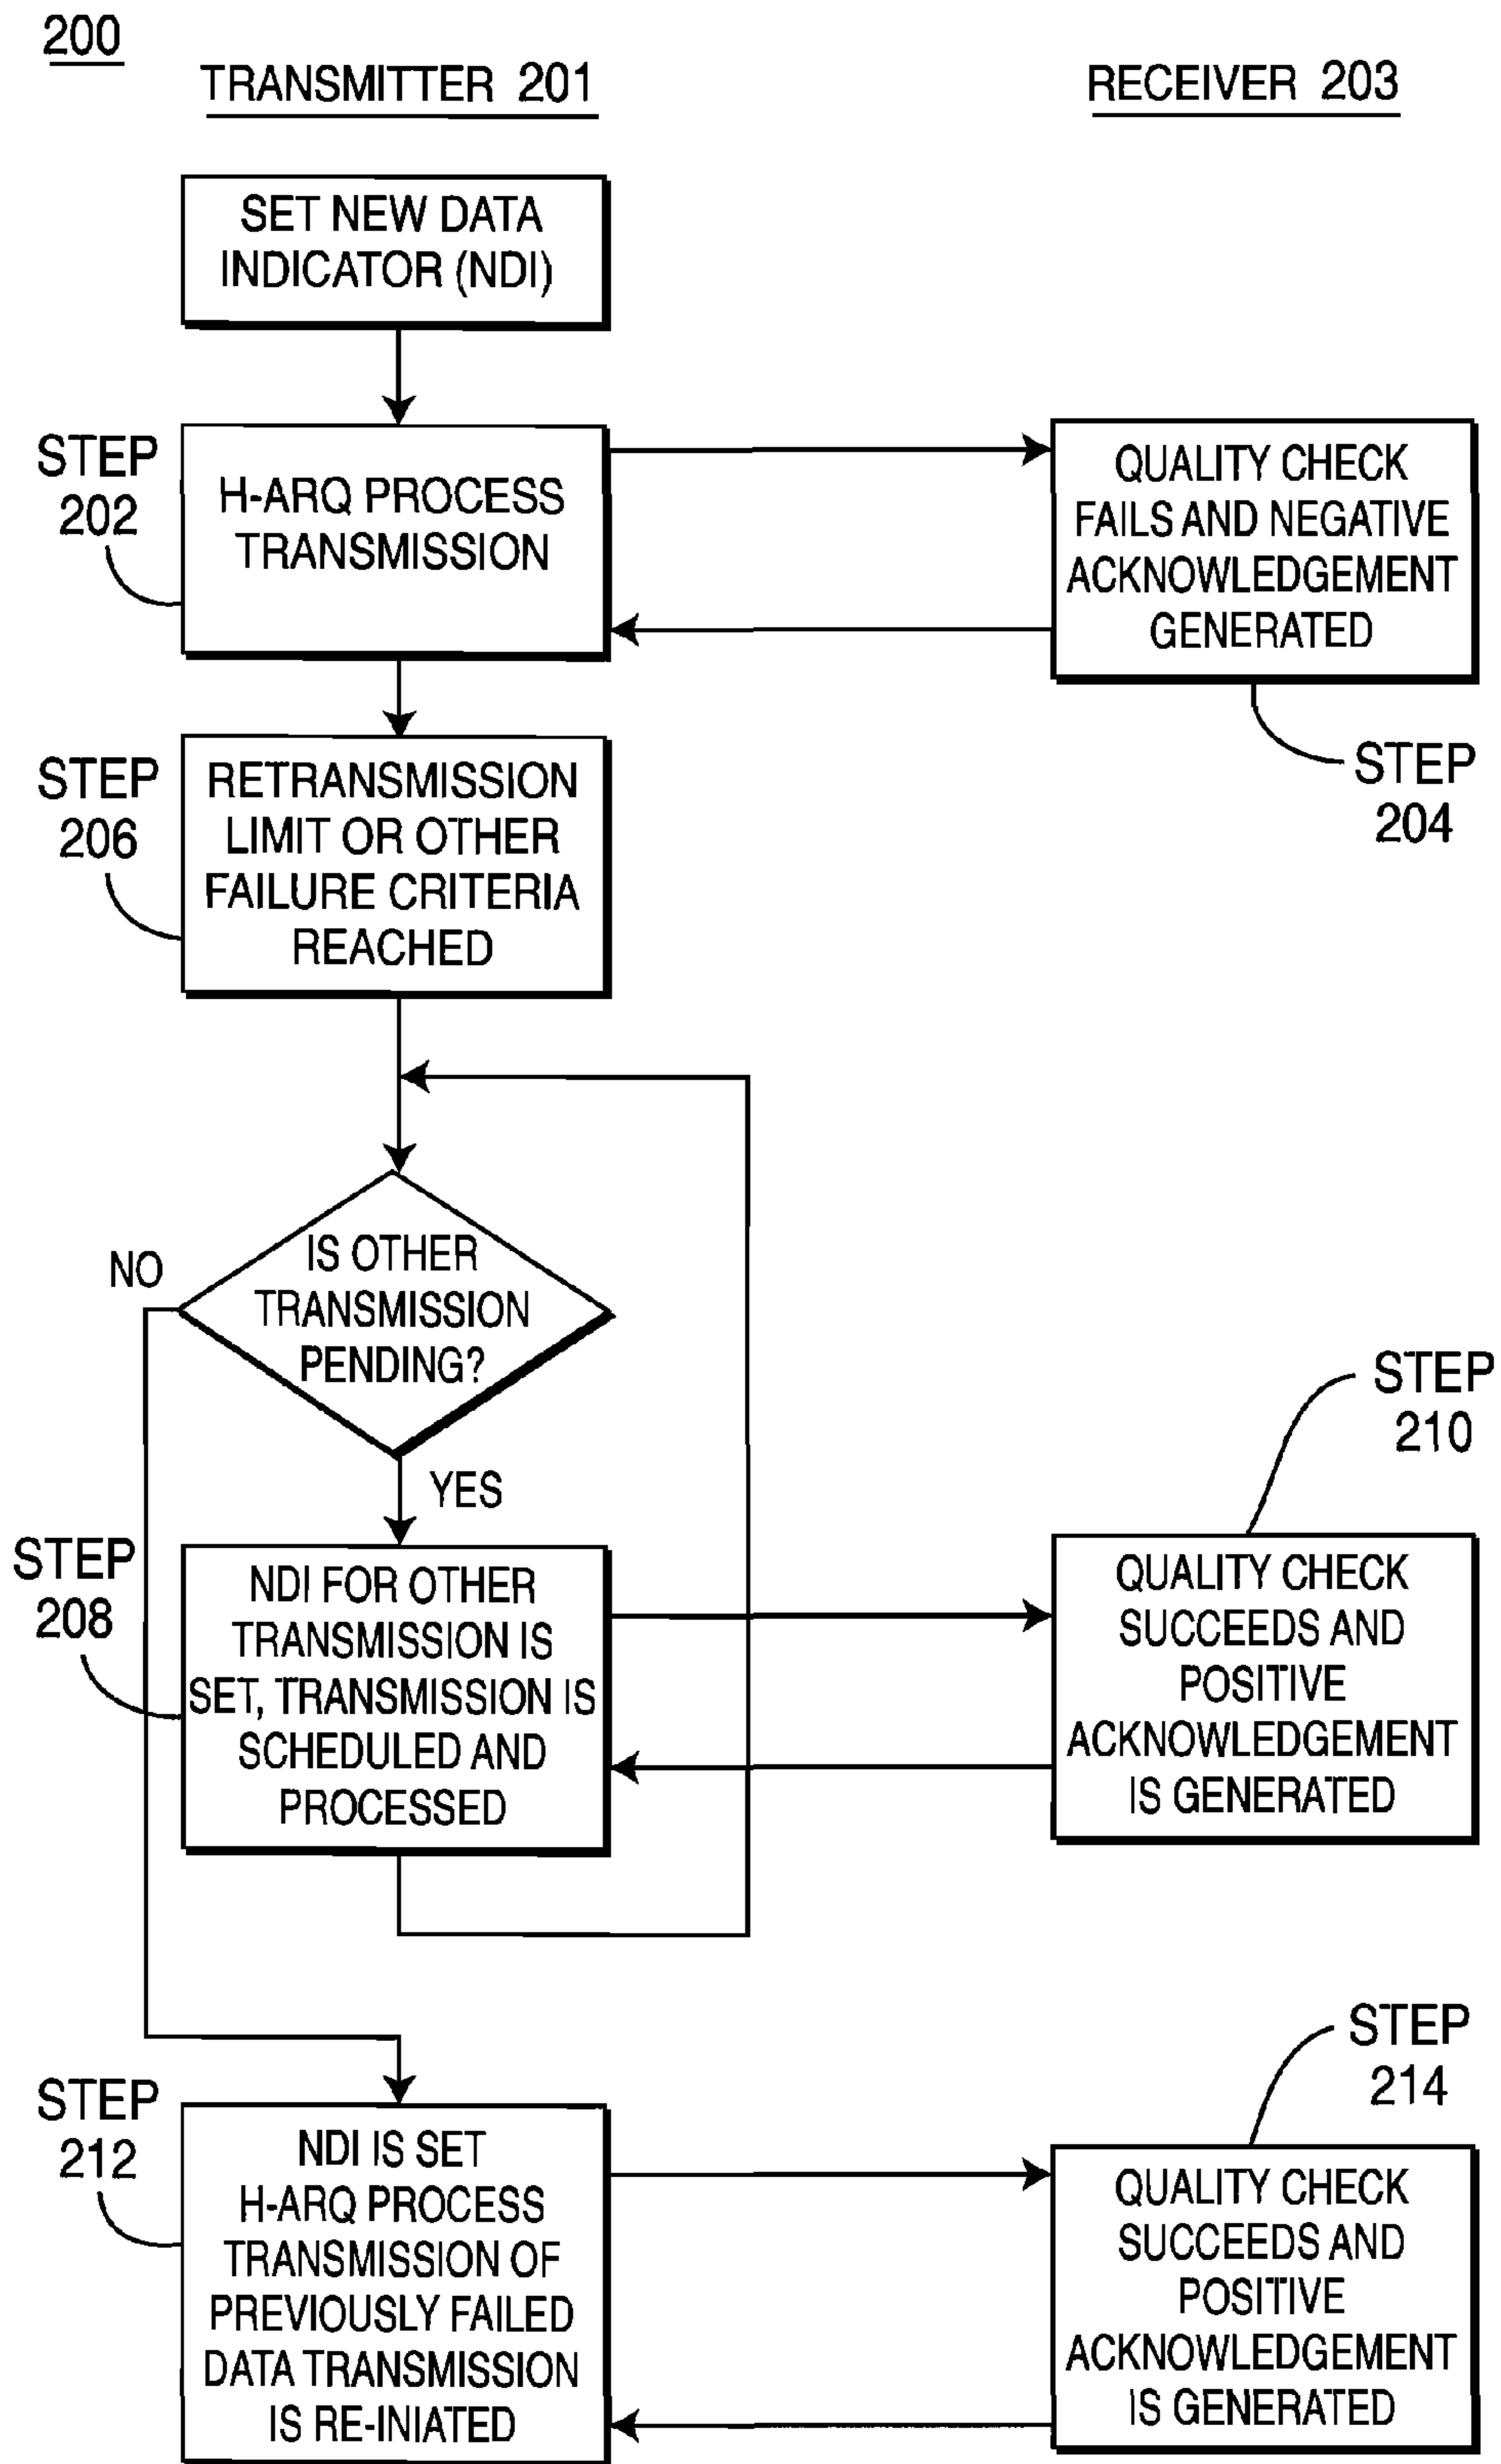 200
TRANSMITTER 201
RECEIVER 203
SET NEW DATA
INDICATOR (NDI)
STEP
202
H-ARQ PROCESS
TRANSMISSION
QUALITY CHECK
FAILS AND NEGATIVE
ACKNOWLEDGEMENT
GENERATED
STEP
204
STEP
206
RETRANSMISSION
LIMIT OR OTHER
FAILURE CRITERIA
REACHED
NO
IS OTHER
TRANSMISSION
PENDING?
YES
STEP
208
NDI FOR OTHER
TRANSMISSION IS
SET, TRANSMISSION IS
SCHEDULED AND
PROCESSED
STEP
210
QUALITY CHECK
SUCCEEDS AND
POSITIVE
ACKNOWLEDGEMENT
IS GENERATED
STEP
212
NDI IS SET
H-ARQ PROCESS
TRANSMISSION OF
PREVIOUSLY FAILED
DATA TRANSMISSION
IS RE-INIATED
STEP
214
QUALITY CHECK
SUCCEEDS AND
POSITIVE
ACKNOWLEDGEMENT
IS GENERATED